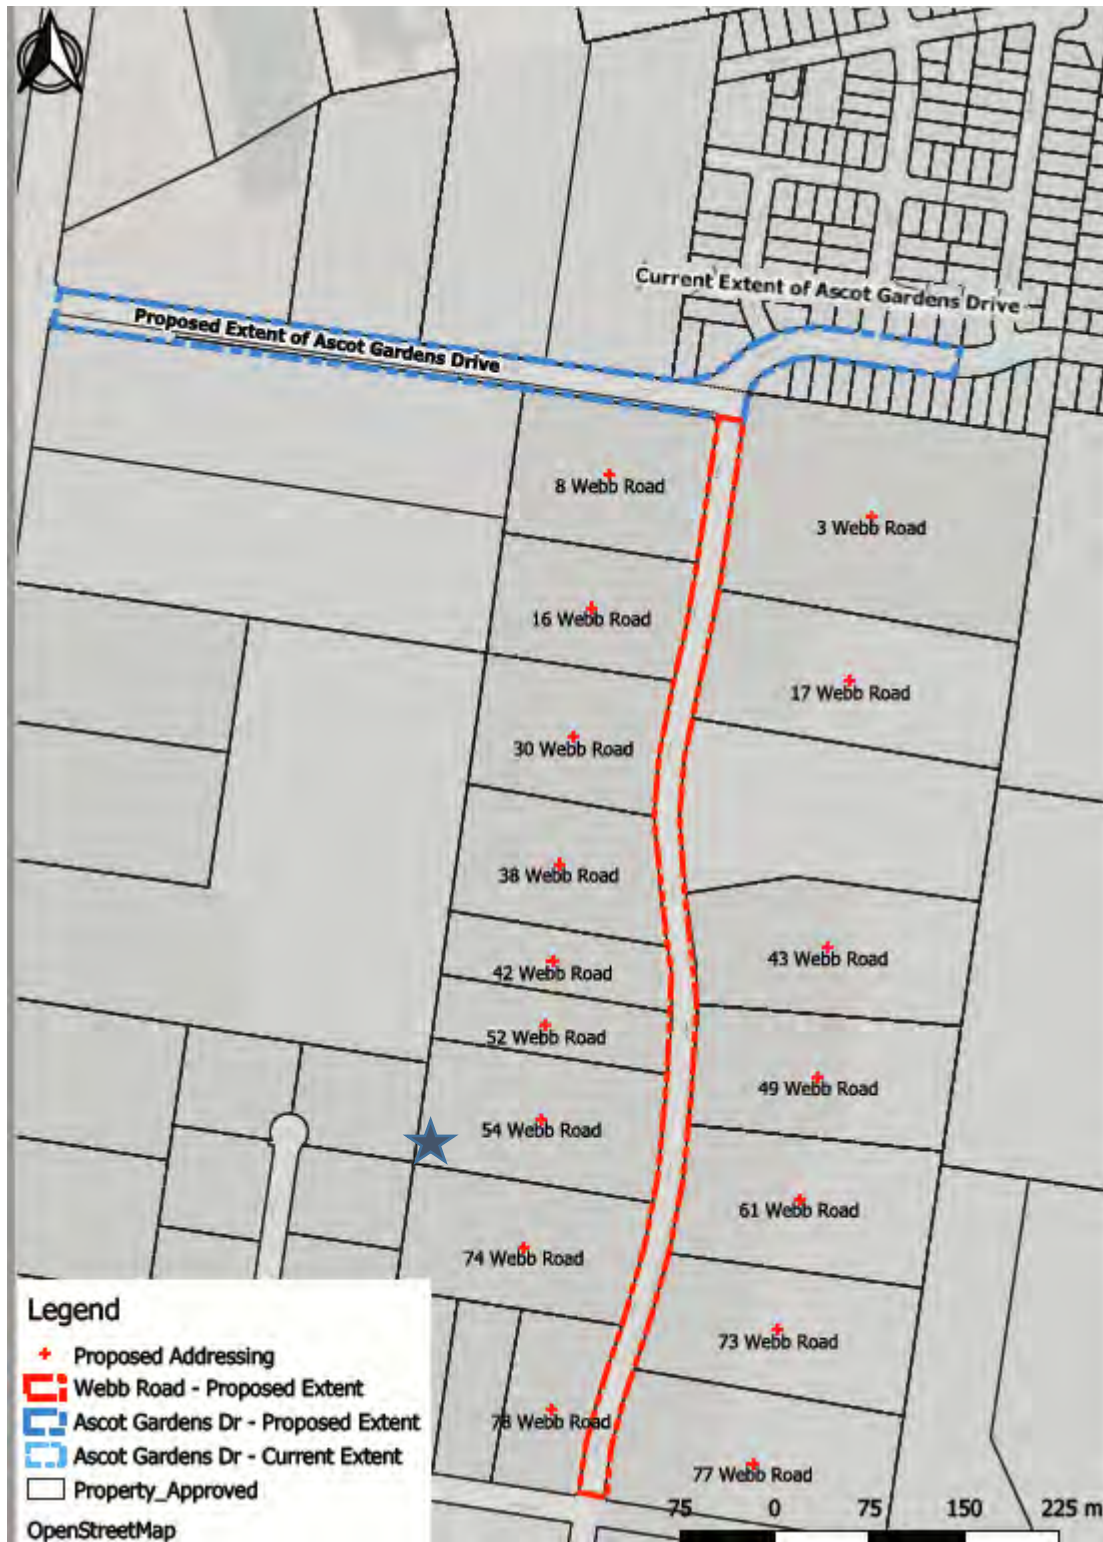 Current Extent of Ascot Gardens Drive
Proposed Extent of Ascot Gardens Drive
8 Webb Road
3 Webb Road
16 Webb Road
17 Webb Road
30 Webb Road
38 Webb Road
43 Webb Road
42 Webb Road
52 Webb Road
49 Webb Road
54 Webb Road
61 Webb Road
74 Webb Road
73 Webb Road
78 Webb Road
77 Webb Road
Legend
Proposed Addressing
Webb Road - Proposed Extent
Ascot Gardens Dr - Proposed Extent
Ascot Gardens Dr - Current Extent
Property_Approved
OpenStreetMap
75 0 75 150 225 m